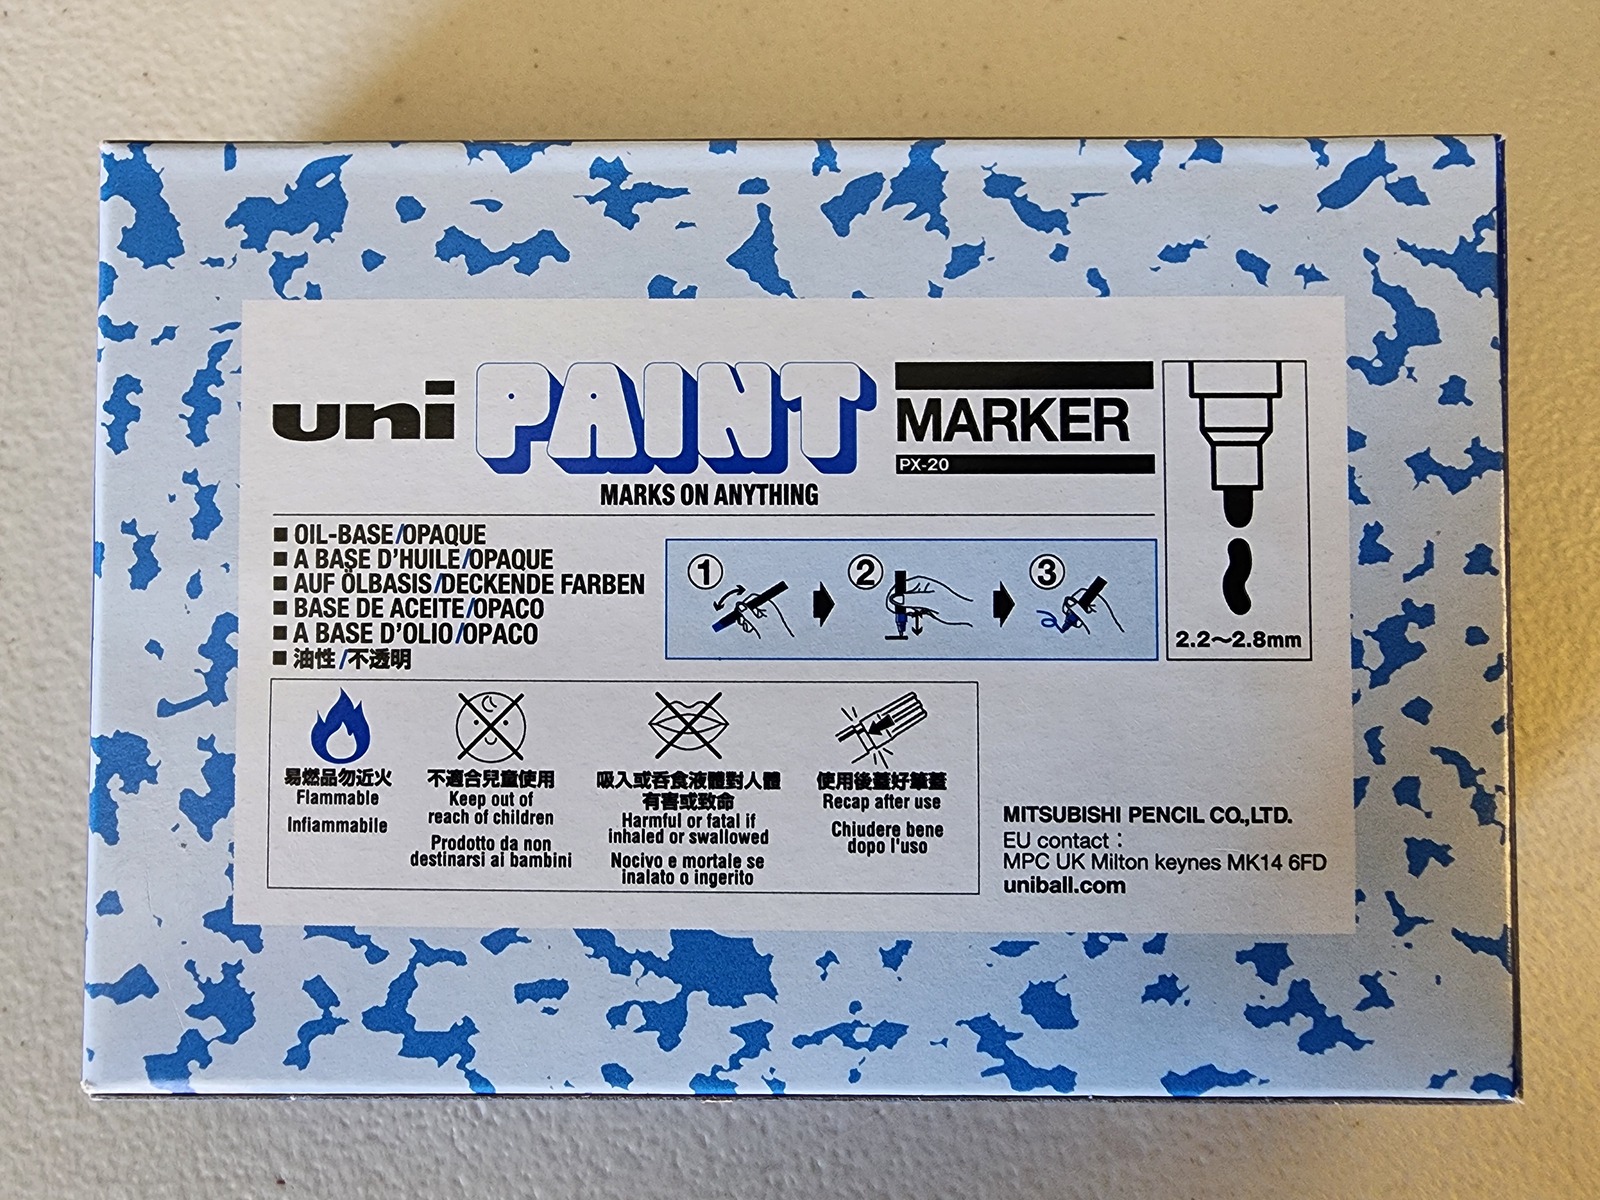 uni PAINT MARKER
PX-20
MARKS ON ANYTHING
■ OIL-BASE/OPAQUE
■ A BASE D'HUILE/OPAQUE
■ AUF ÖLBASIS/DECKENDE FARBEN
■ BASE DE ACEITE/OPACO
■ A BASE D'OLIO/OPACO
■ 油性/不透明
1 2 3
2.2～2.8mm
易燃品勿近火
Flammable
Infiammabile
不適合兒童使用
Keep out of
reach of children
Prodotto da non
destinarsi ai bambini
吸入或吞食液體對人體
有害或致命
Harmful or fatal if
inhaled or swallowed
Nocivo e mortale se
inalato o ingerito
使用後蓋好筆蓋
Recap after use
Chiudere bene
dopo l'uso
MITSUBISHI PENCIL CO.,LTD.
EU contact :
MPC UK Milton keynes MK14 6FD
uniball.com